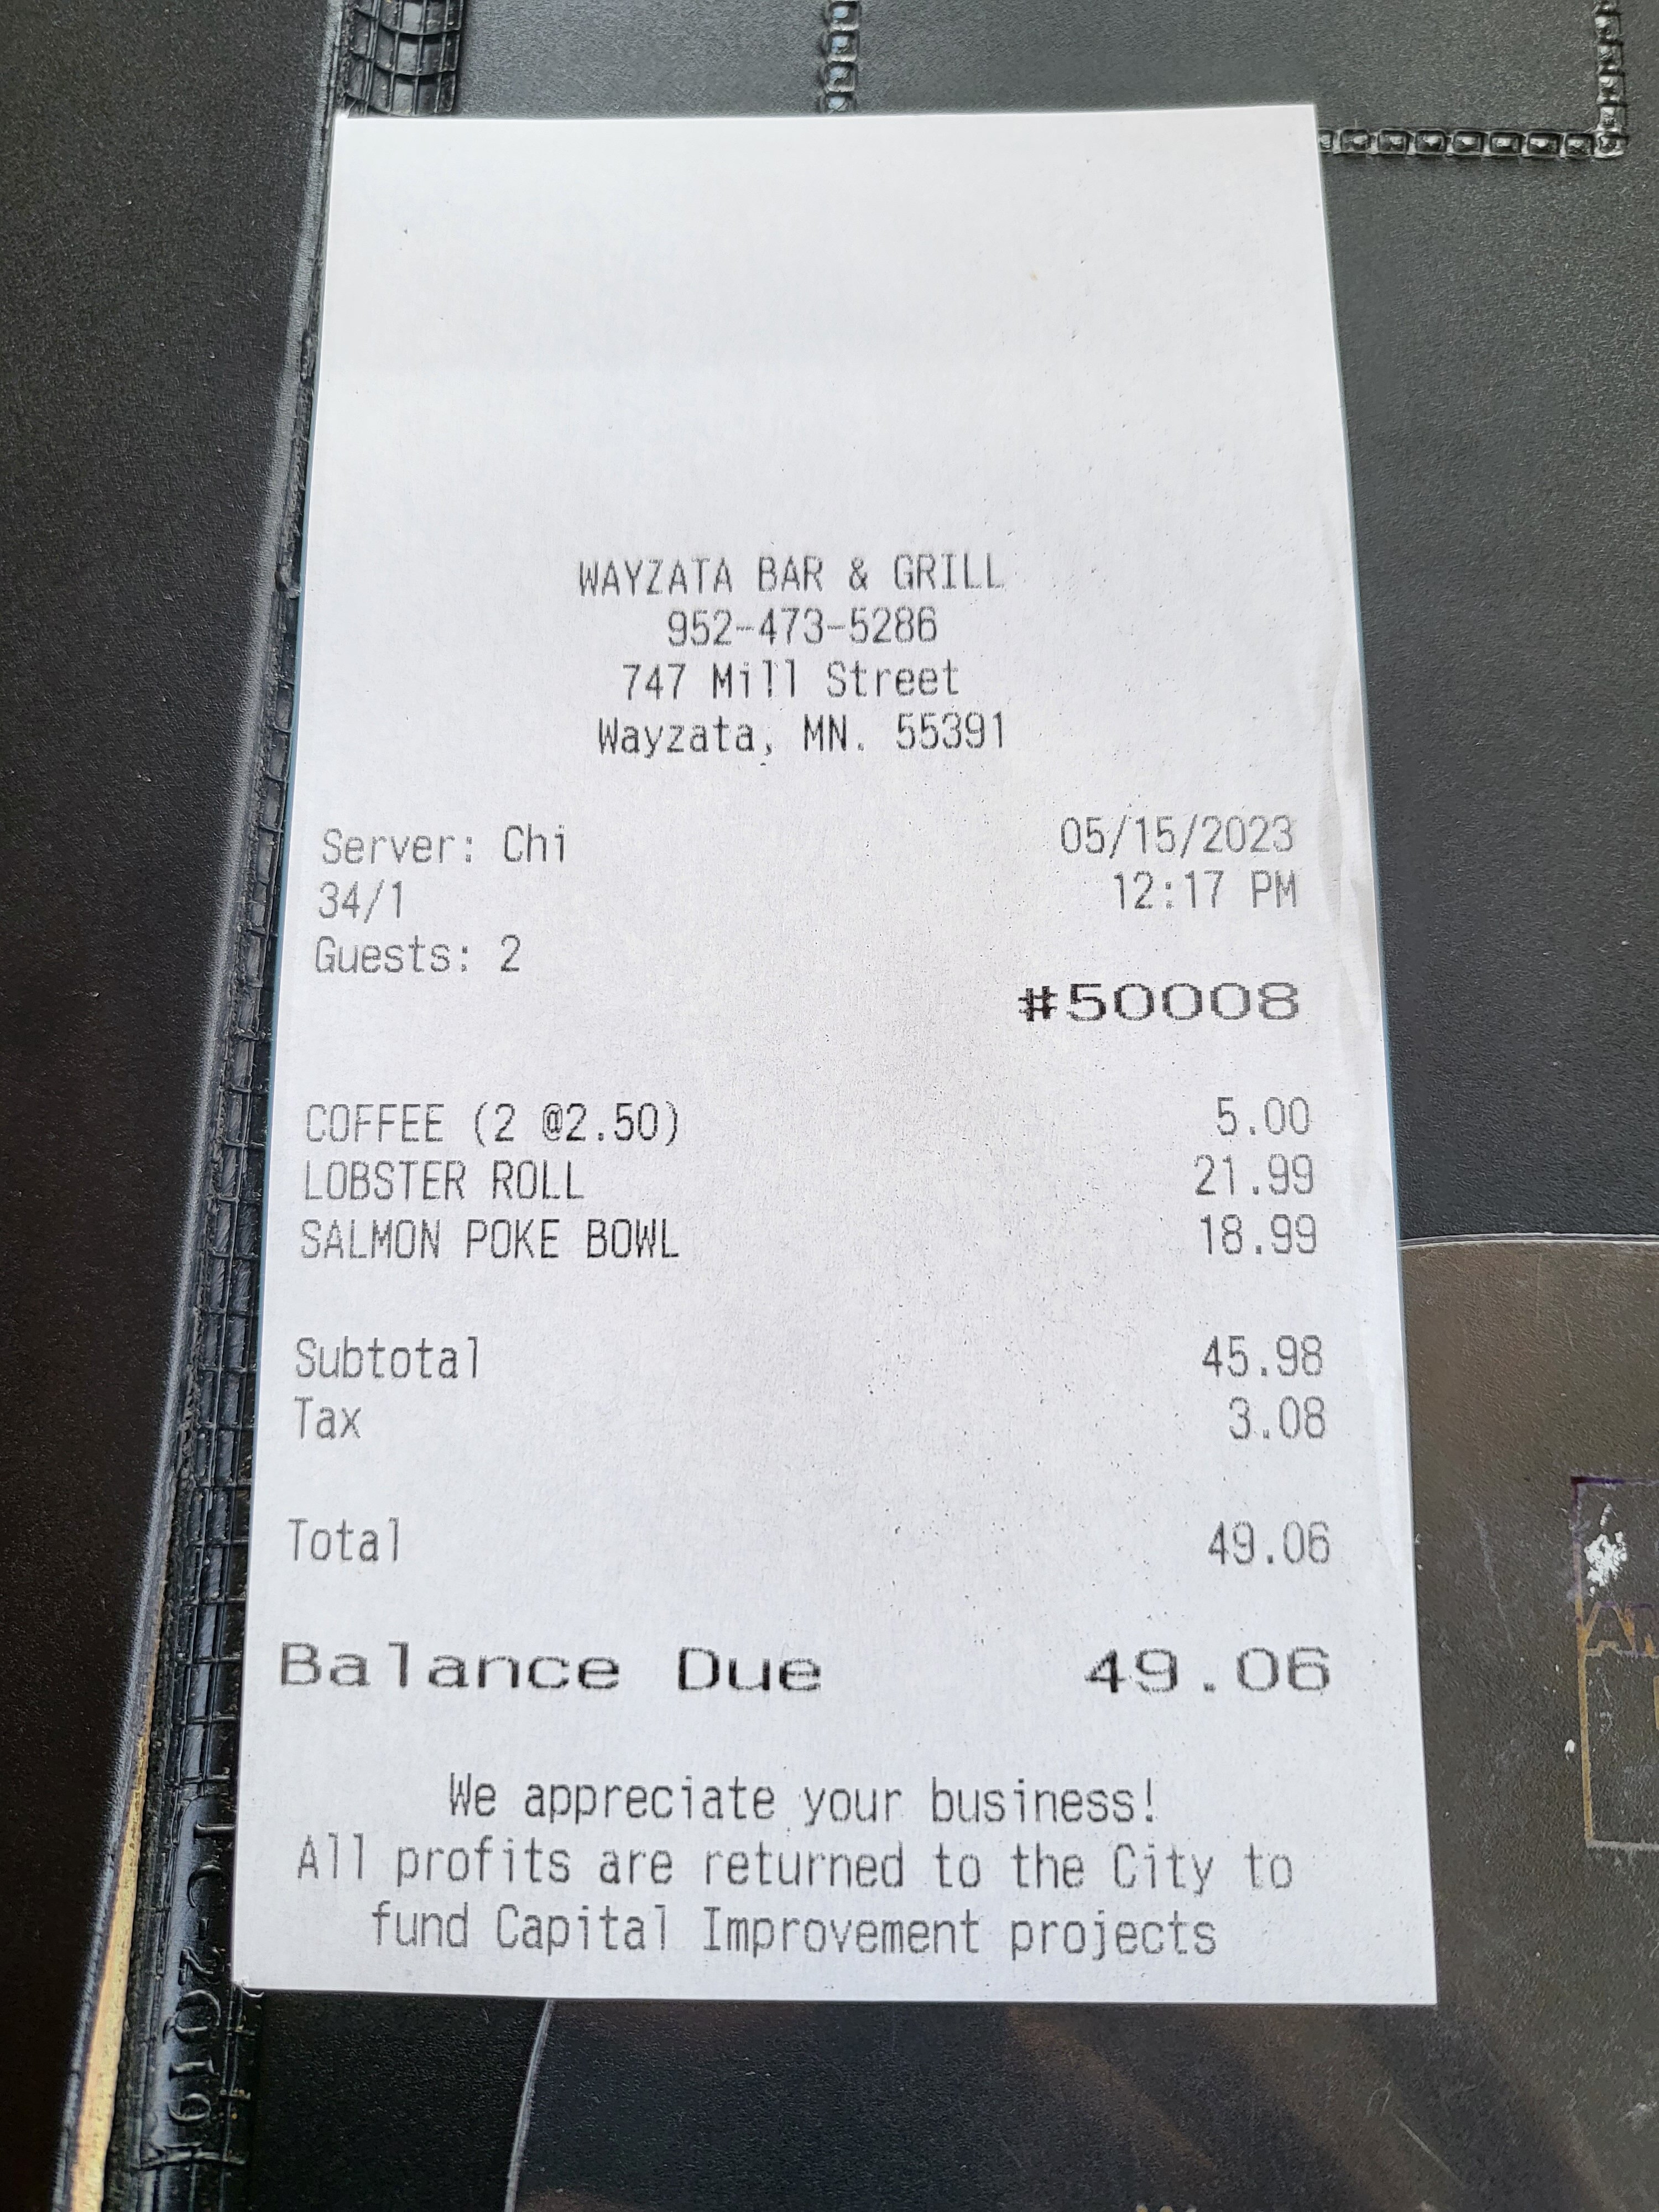 WAYZATA BAR & GRILL
952-473-5286
747 Mill Street
Wayzata, MN. 55391
Server: Chi 05/15/2023
34/1 12:17 PM
Guests: 2
#50008
COFFEE (2 @2.50) 5.00
LOBSTER ROLL 21.99
SALMON POKE BOWL 18.99
Subtotal 45.98
Tax 3.08
Total 49.06
Balance Due 49.06
We appreciate your business!
All profits are returned to the City to
fund Capital Improvement projects